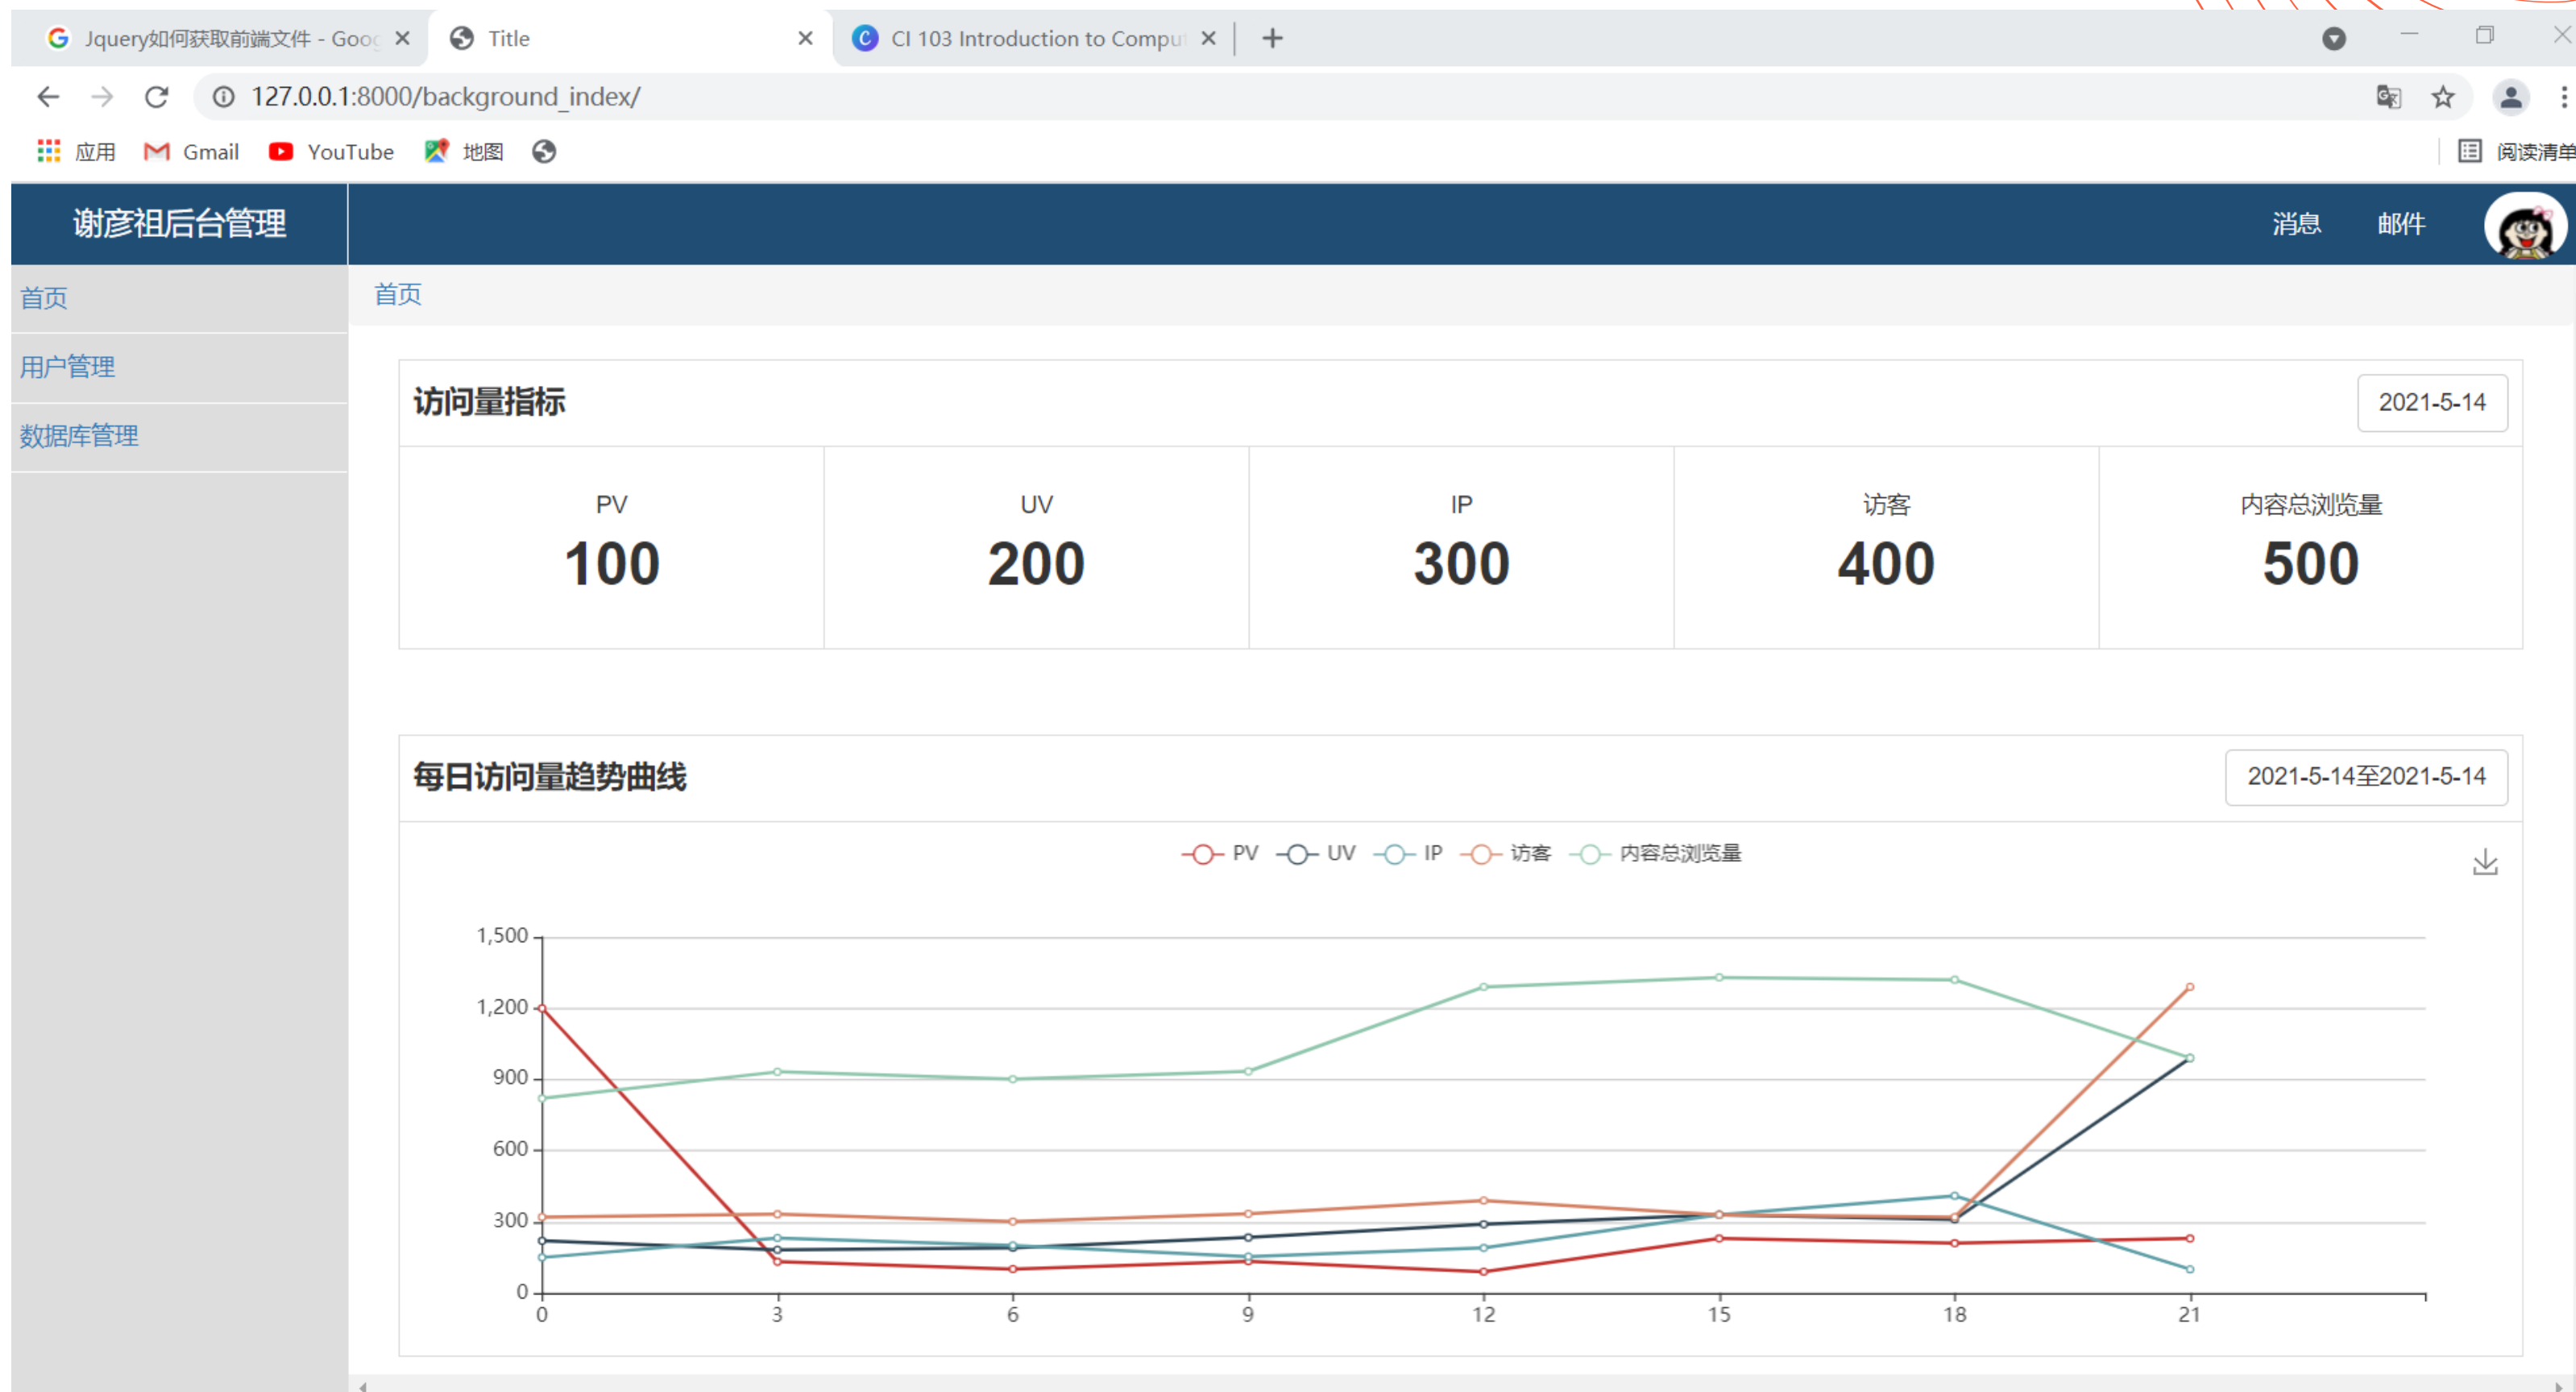 Jquery如何获取前端文件 - Goog
Title
CI 103 Introduction to Comput
127.0.0.1:8000/background_index/
应用 Gmail YouTube 地图
阅读清单
谢彦祖后台管理
消息 邮件
首页
首页
用户管理
数据库管理
访问量指标
2021-5-14
PV UV IP 访客 内容总浏览量
100 200 300 400 500
每日访问量趋势曲线
2021-5-14至2021-5-14
PV UV IP 访客 内容总浏览量
1,500
1,200
900
600
300
0
0 3 6 9 12 15 18 21